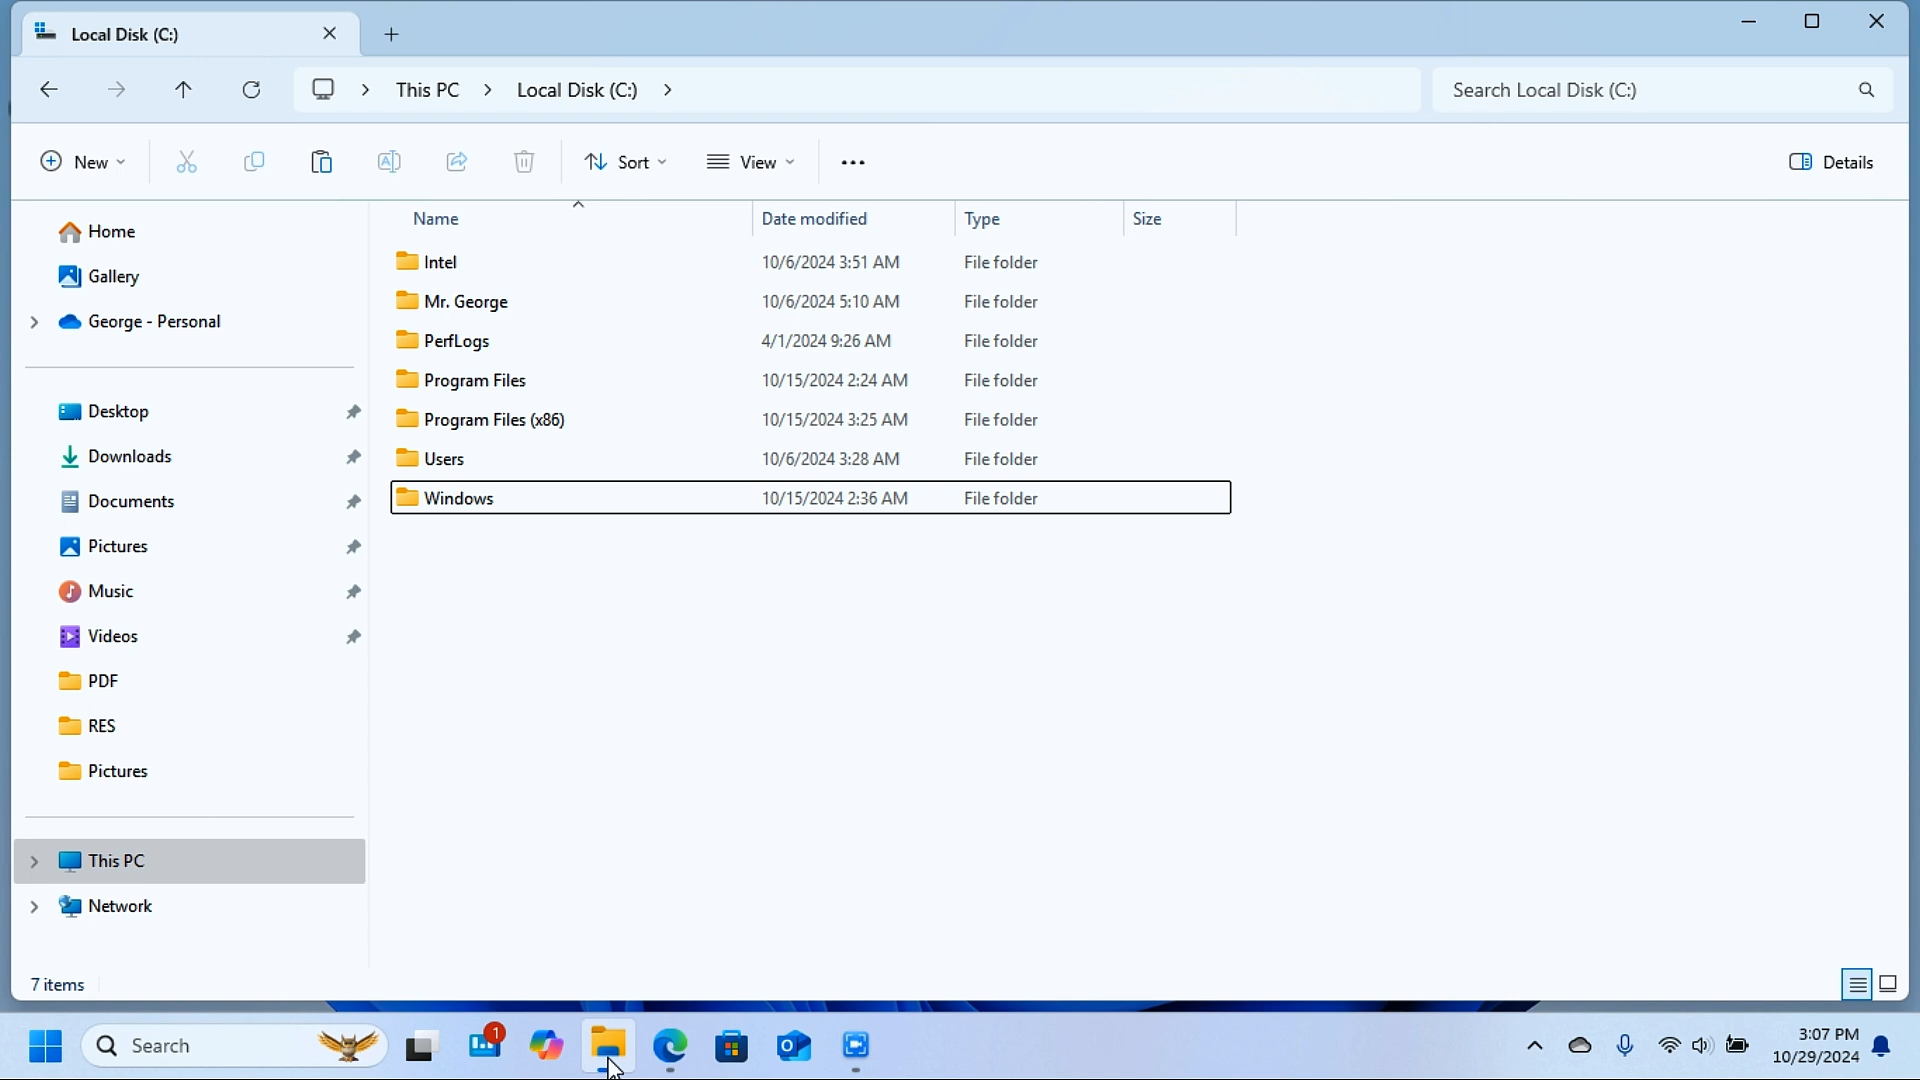 Local Disk (C:)
This PC > Local Disk (C:) >
Search Local Disk (C:)
New
Sort
View
Details
Name Date modified Type Size
Home
Gallery
George - Personal
Desktop
Downloads
Documents
Pictures
Music
Videos
PDF
RES
Pictures
This PC
Network
Intel 10/6/2024 3:51 AM File folder
Mr. George 10/6/2024 5:10 AM File folder
PerfLogs 4/1/2024 9:26 AM File folder
Program Files 10/15/2024 2:24 AM File folder
Program Files (x86) 10/15/2024 3:25 AM File folder
Users 10/6/2024 3:28 AM File folder
Windows 10/15/2024 2:36 AM File folder
7 items
Search
1
3:07 PM
10/29/2024